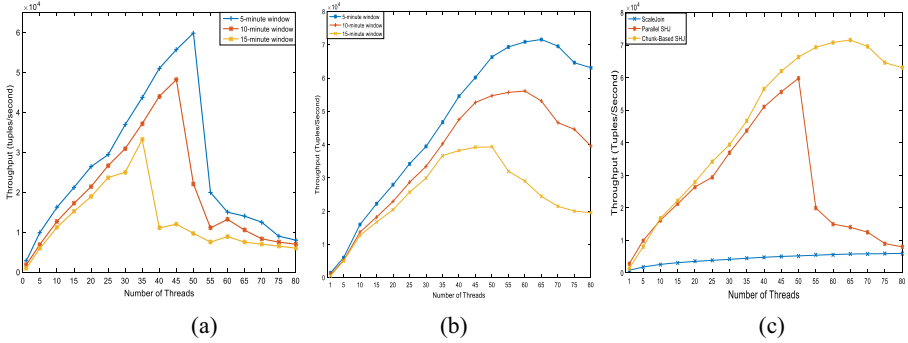 ×10⁴
5-minute window
10-minute window
15-minute window
Throughput (tuples/second)
6
5
4
3
2
1
0
0 5 10 15 20 25 30 35 40 45 50 55 60 65 70 75 80
Number of Threads
(a)
×10⁴
5-minute window
10-minute window
15-minute window
Throughput (Tuples/Second)
8
7
6
5
4
3
2
1
0
1 5 10 15 20 25 30 35 40 45 50 55 60 65 70 75 80
Number of Threads
(b)
×10⁴
ScaleJoin
Parallel SHJ
Chunk-Based SHJ
Throughput (Tuples/Second)
8
7
6
5
4
3
2
1
0
1 5 10 15 20 25 30 35 40 45 50 55 60 65 70 75 80
Number of Threads
(c)